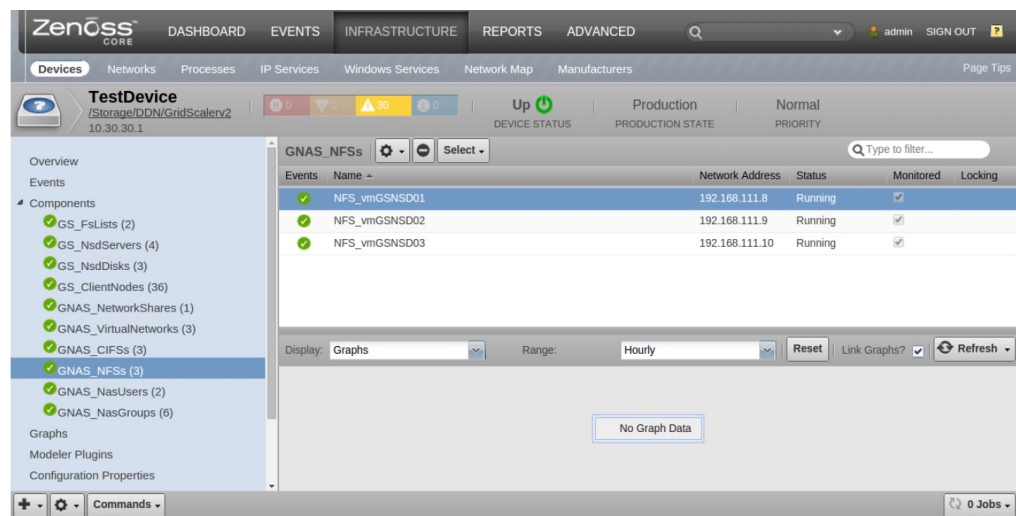 Zenoss CORE DASHBOARD EVENTS INFRASTRUCTURE REPORTS ADVANCED admin SIGN OUT ?
Devices Networks Processes IP Services Windows Services Network Map Manufacturers Page Tips
TestDevice
/Storage/DDN/GridScalerv2
10.30.30.1
0 0 30 0
Up
DEVICE STATUS
Production
PRODUCTION STATE
Normal
PRIORITY
Overview
Events
Components
GS_FsLists (2)
GS_NsdServers (4)
GS_NsdDisks (3)
GS_ClientNodes (36)
GNAS_NetworkShares (1)
GNAS_VirtualNetworks (3)
GNAS_CIFSs (3)
GNAS_NFSs (3)
GNAS_NasUsers (2)
GNAS_NasGroups (6)
Graphs
Modeler Plugins
Configuration Properties
GNAS_NFSs Select Type to filter...
Events Name Network Address Status Monitored Locking
NFS_vmGSNSD01 192.168.111.8 Running
NFS_vmGSNSD02 192.168.111.9 Running
NFS_vmGSNSD03 192.168.111.10 Running
Display: Graphs Range: Hourly Reset Link Graphs? Refresh
No Graph Data
Commands 0 Jobs